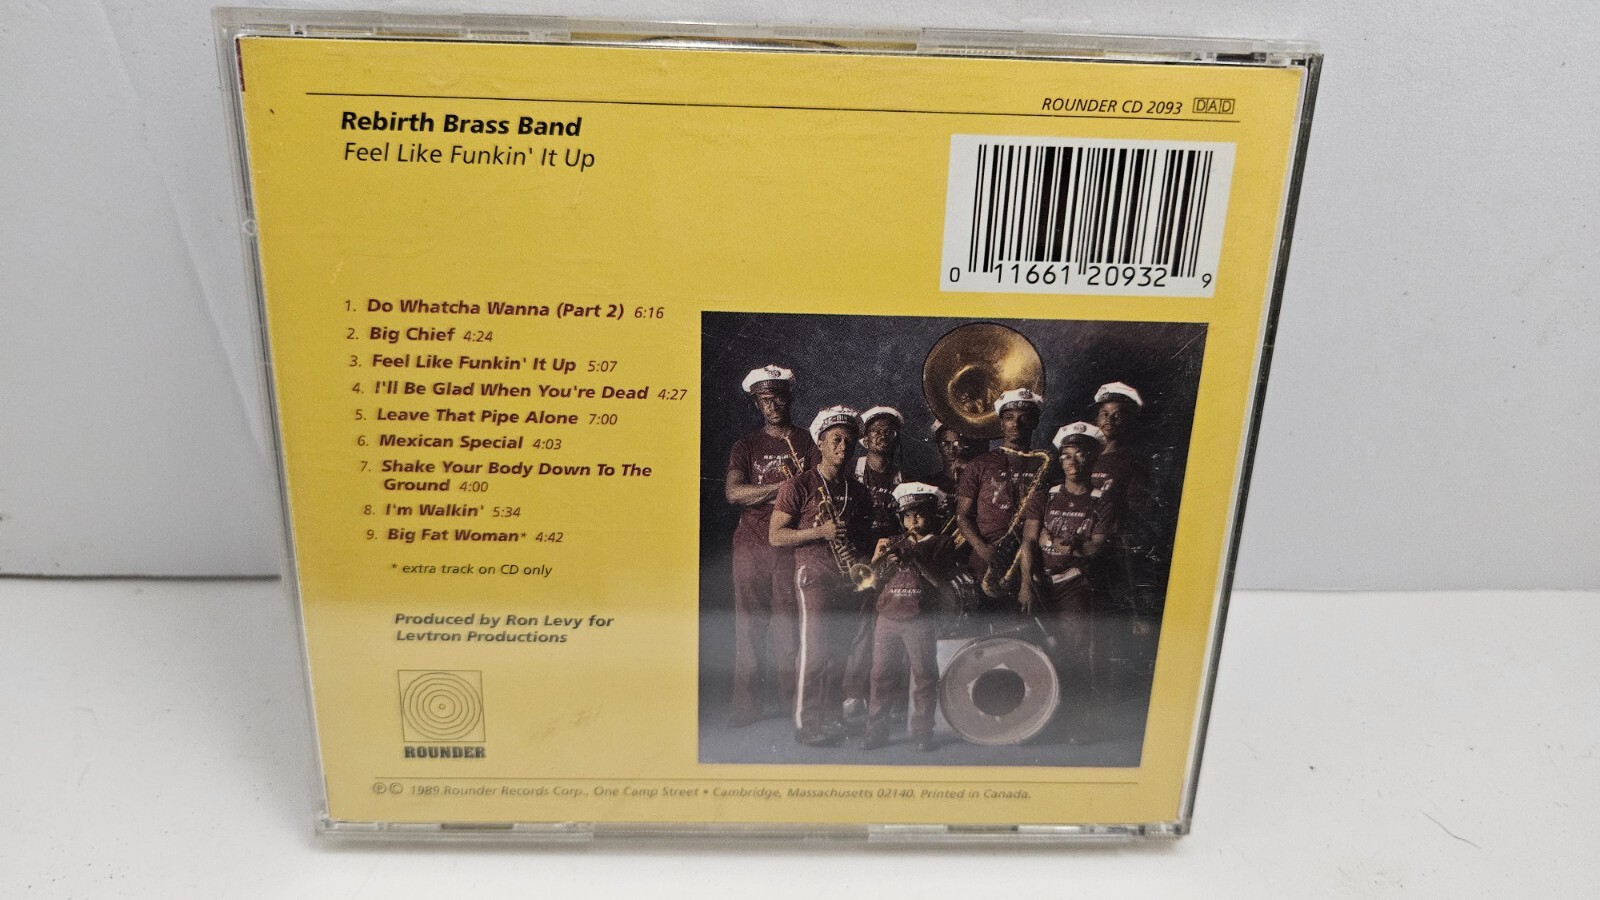 ROUNDER CD 2093 DAD
Rebirth Brass Band
Feel Like Funkin' It Up
0 11661 20932 9
1. Do Whatcha Wanna (Part 2) 6:16
2. Big Chief 4:24
3. Feel Like Funkin' It Up 5:07
4. I'll Be Glad When You're Dead 4:27
5. Leave That Pipe Alone 7:00
6. Mexican Special 4:03
7. Shake Your Body Down To The
Ground 4:00
8. I'm Walkin' 5:34
9. Big Fat Woman* 4:42
* extra track on CD only
Produced by Ron Levy for
Levtron Productions
ROUNDER
℗© 1989 Rounder Records Corp., One Camp Street • Cambridge, Massachusetts 02140. Printed in Canada.